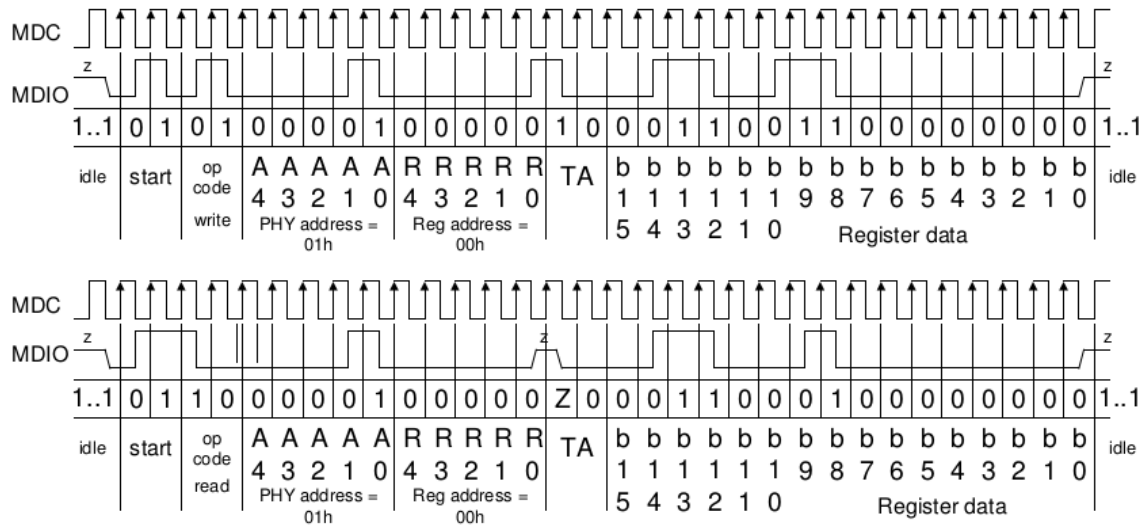 MDC
z z
MDIO
1..1 0 1 0 1 0 0 0 0 1 0 0 0 0 0 1 0 0 0 1 1 0 0 1 1 0 0 0 0 0 0 0 0 1..1
idle start op code write A4 A3 A2 A1 A0 R4 R3 R2 R1 R0 TA b15 b14 b13 b12 b11 b10 b9 b8 b7 b6 b5 b4 b3 b2 b1 b0 idle
PHY address = 01h Reg address = 00h Register data
MDC
z z z
MDIO
1..1 0 1 1 0 0 0 0 0 1 0 0 0 0 0 Z 0 0 0 1 1 0 0 0 1 0 0 0 0 0 0 0 0 1..1
idle start op code read A4 A3 A2 A1 A0 R4 R3 R2 R1 R0 TA b15 b14 b13 b12 b11 b10 b9 b8 b7 b6 b5 b4 b3 b2 b1 b0 idle
PHY address = 01h Reg address = 00h Register data